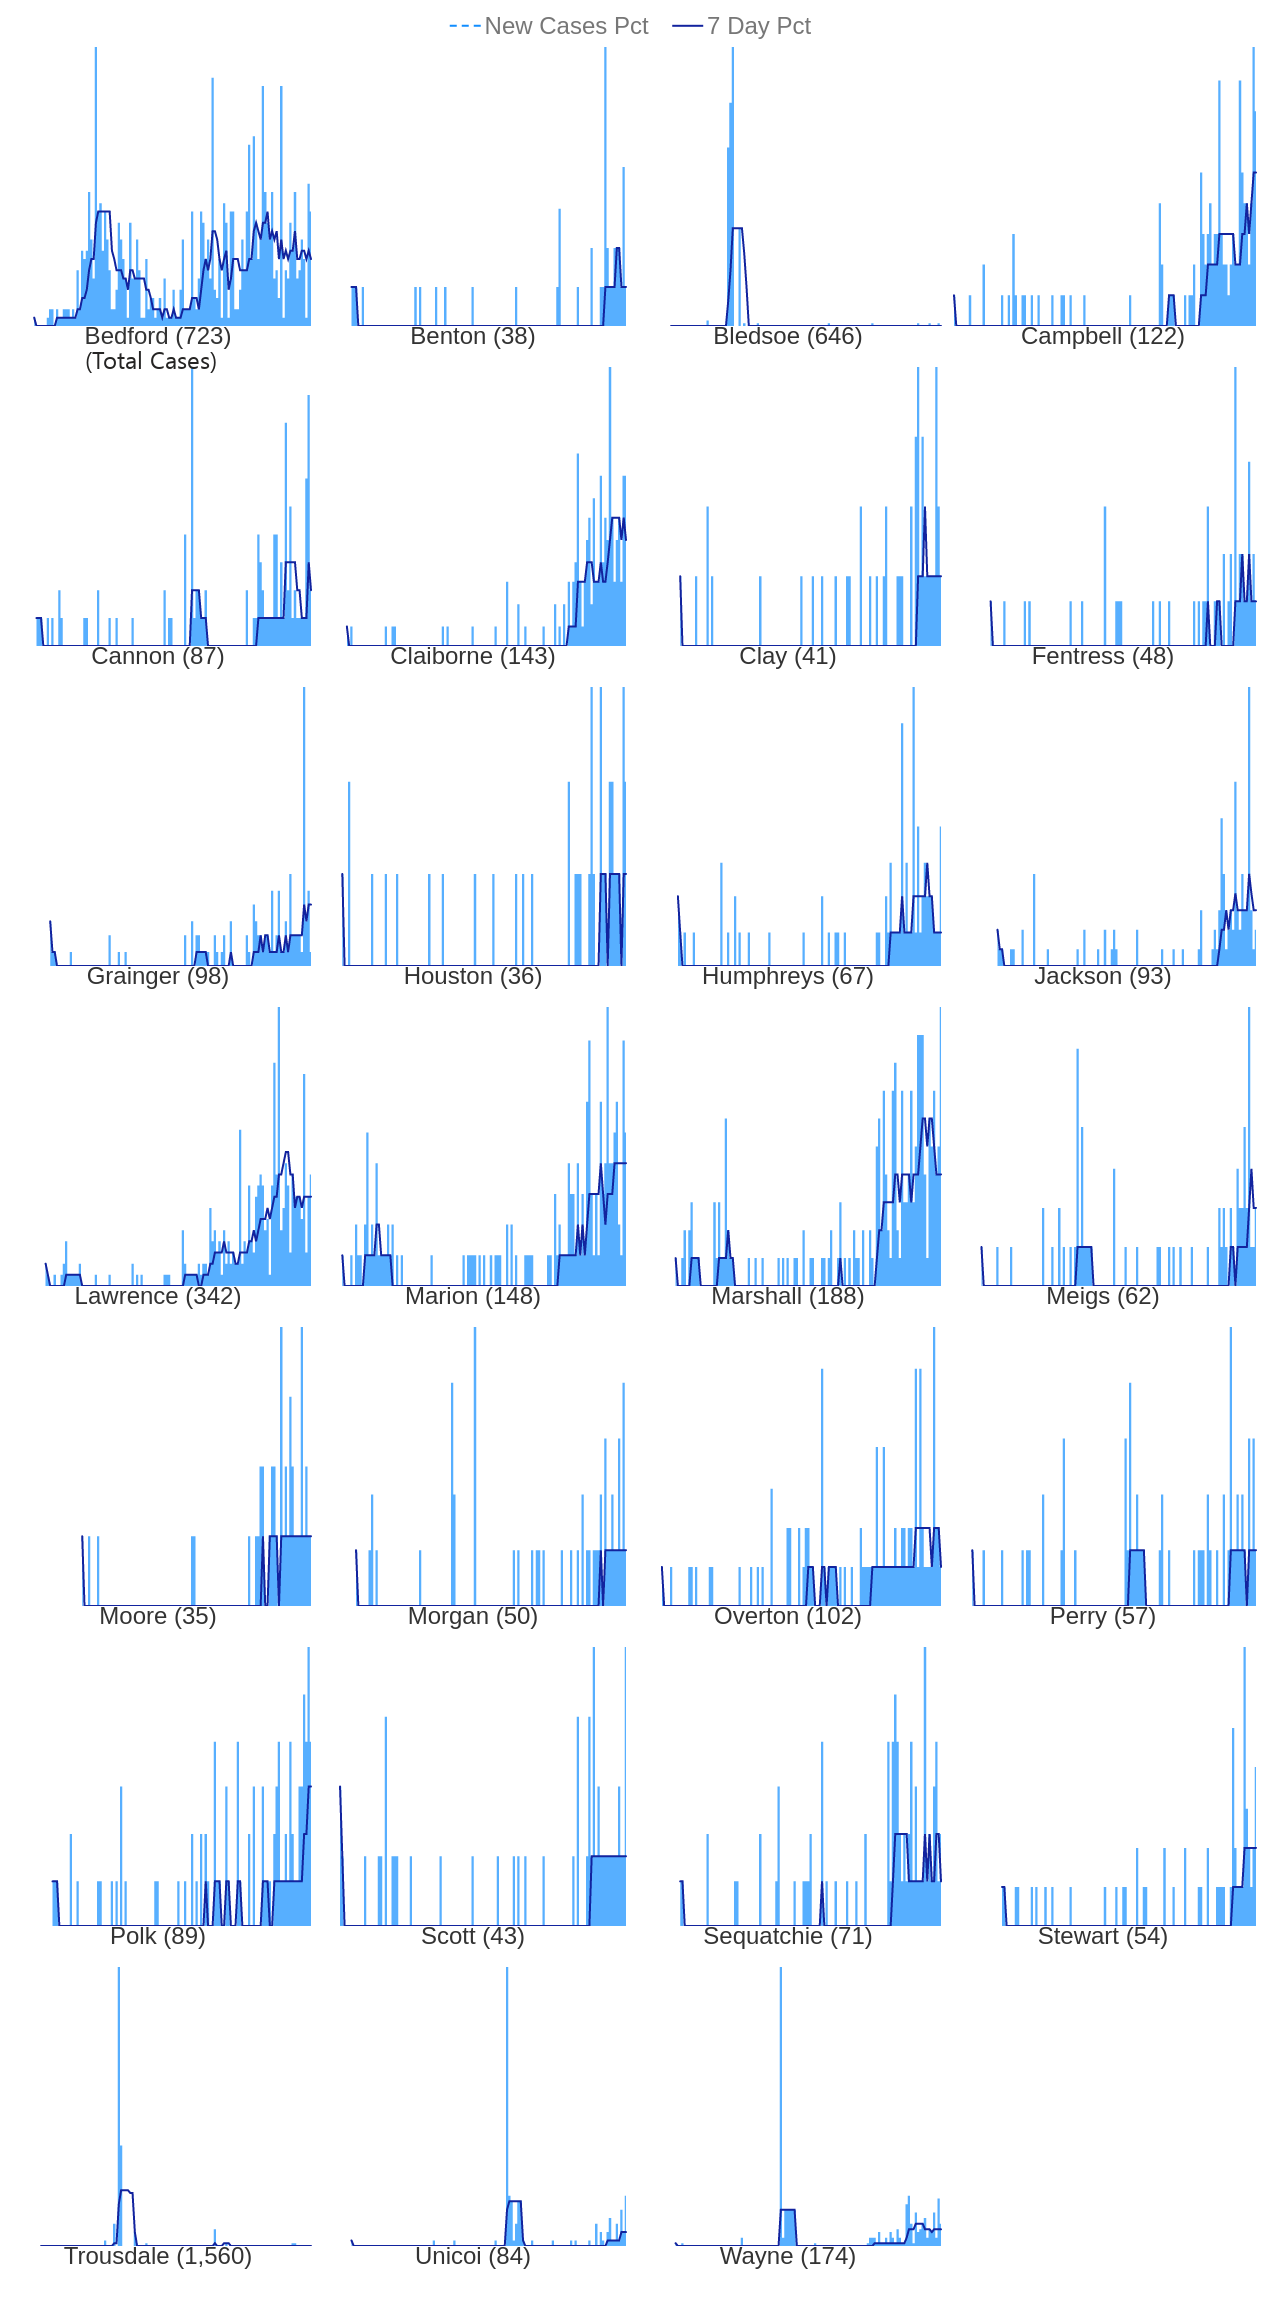 New Cases Pct 7 Day Pct
Bedford (723) Benton (38) Bledsoe (646) Campbell (122)
(Total Cases)
Cannon (87) Claiborne (143) Clay (41) Fentress (48)
Grainger (98) Houston (36) Humphreys (67) Jackson (93)
Lawrence (342) Marion (148) Marshall (188) Meigs (62)
Moore (35) Morgan (50) Overton (102) Perry (57)
Polk (89) Scott (43) Sequatchie (71) Stewart (54)
Trousdale (1,560) Unicoi (84) Wayne (174)